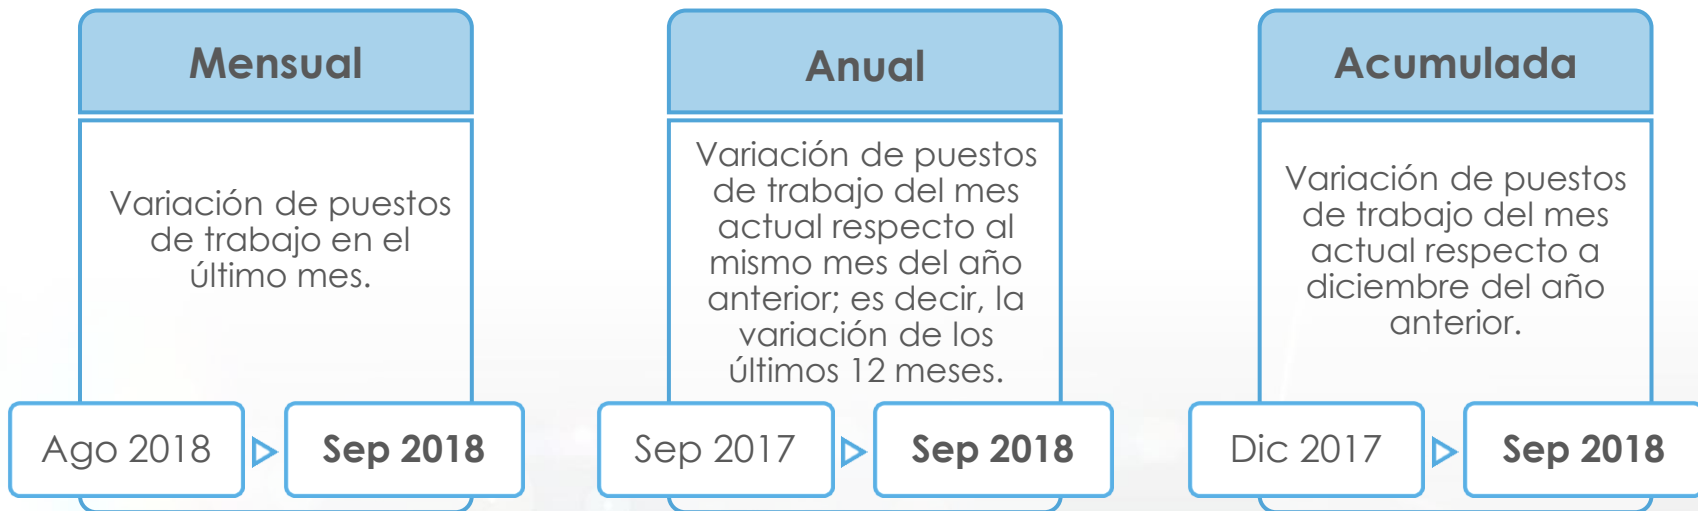 Mensual
Variación de puestos
de trabajo en el
último mes.
Ago 2018
Sep 2018
Anual
Variación de puestos
de trabajo del mes
actual respecto al
mismo mes del año
anterior; es decir, la
variación de los
últimos 12 meses.
Sep 2017
Sep 2018
Acumulada
Variación de puestos
de trabajo del mes
actual respecto a
diciembre del año
anterior.
Dic 2017
Sep 2018